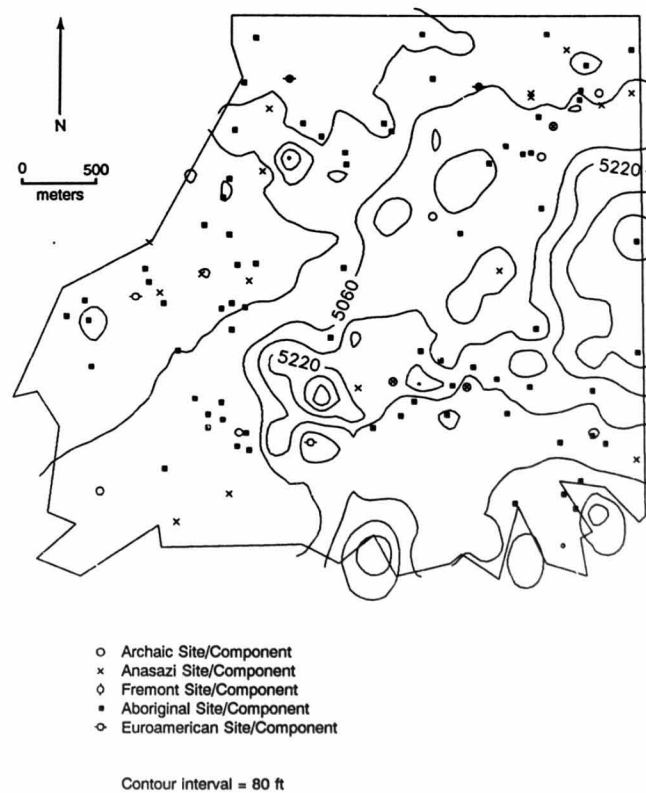 N
0 500
meters
5220
5060
5220
Archaic Site/Component
Anasazi Site/Component
Fremont Site/Component
Aboriginal Site/Component
Euroamerican Site/Component
Contour interval = 80 ft